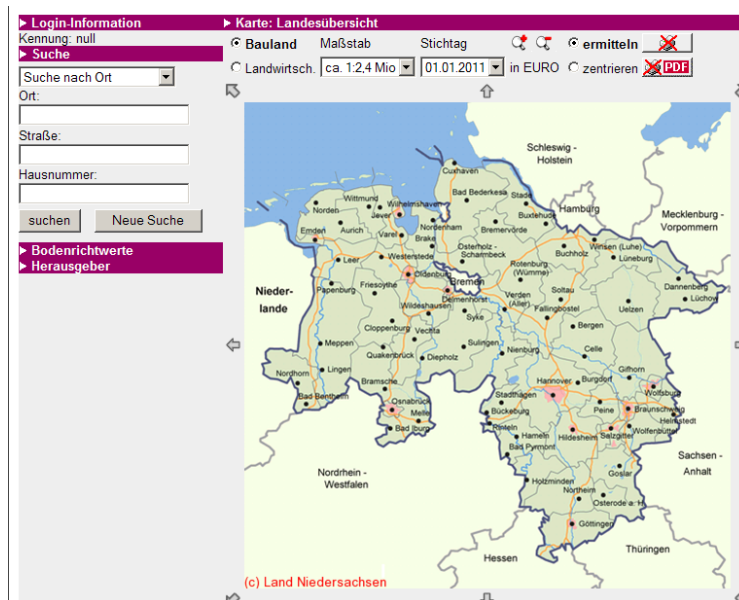 Login-Information
Kennung: null
Suche
Suche nach Ort
Ort:
Straße:
Hausnummer:
suchen Neue Suche
Bodenrichtwerte
Herausgeber
Karte: Landesübersicht
Bauland Maßstab Stichtag ermitteln
Landwirtsch. ca. 1:2,4 Mio 01.01.2011 in EURO zentrieren PDF
Schleswig -
Holstein
Cuxhaven
Bad Bederkesa Stade
Hamburg
Mecklenburg -
Vorpommern
Norden Wittmund Wilhelmshaven
Jever
Emden Aurich Varel Nordenham Bremervörde Buxtehude
Brake
Leer Westerstede Osterholz -
Scharmbeck
Buchholz Winsen (Luhe)
Lüneburg
Rotenburg
(Wümme)
Oldenburg Bremen
Dannenberg
Lüchow
Papenburg Friesoythe Delmenhorst Verden
(Aller)
Soltau
Nieder-
lande
Wildeshausen Fallingbostel Uelzen
Syke
Cloppenburg Vechta Bergen
Meppen Sulingen
Quakenbrück Diepholz Nienburg Celle
Nordhorn Lingen Gifhorn
Bramsche Hannover Burgdorf Wolfsburg
Bad Bentheim Stadthagen
Osnabrück Bückeburg Peine Braunschweig
Melle Helmstedt
Bad Iburg Rinteln Hameln Hildesheim Salzgitter Wolfenbüttel
Bad Pyrmont
Sachsen -
Anhalt
Goslar
Nordrhein -
Westfalen
Holzminden
Northeim
Osterode a. H.
Göttingen
Hessen
Thüringen
(c) Land Niedersachsen